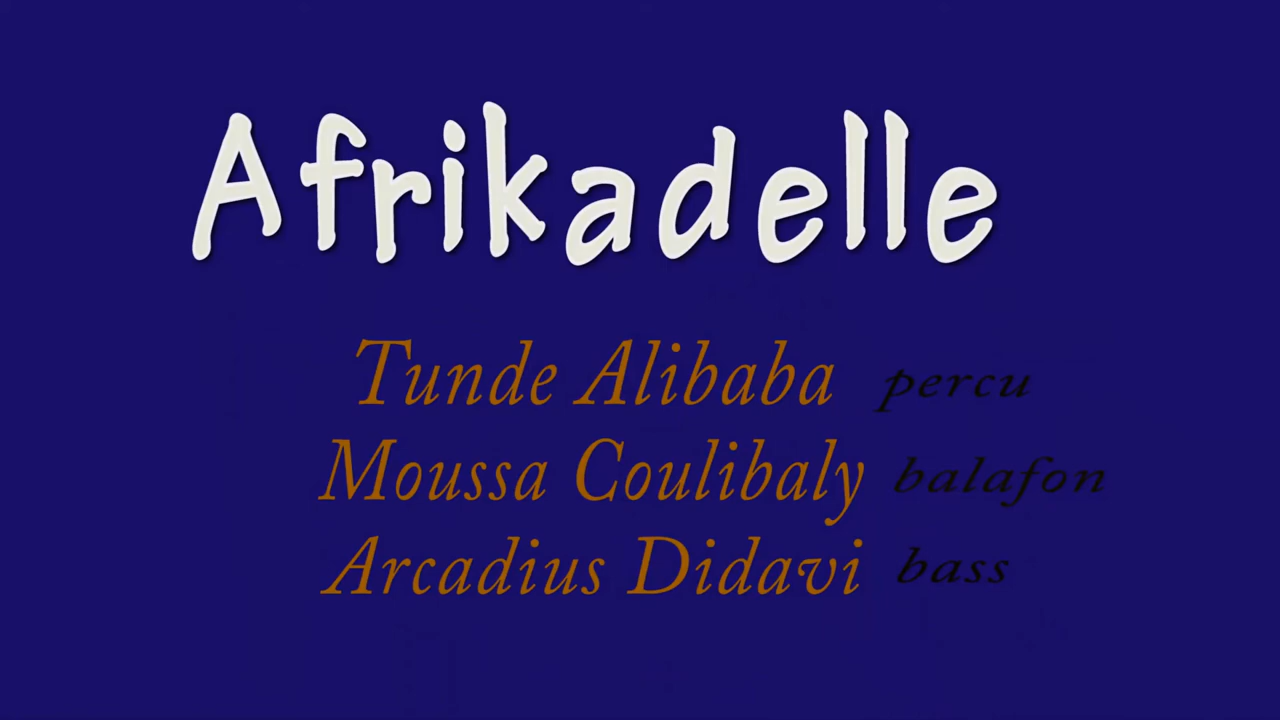 Afrikadelle
Tunde Alibaba percu
Moussa Coulibaly balafon
Arcadius Didavi bass